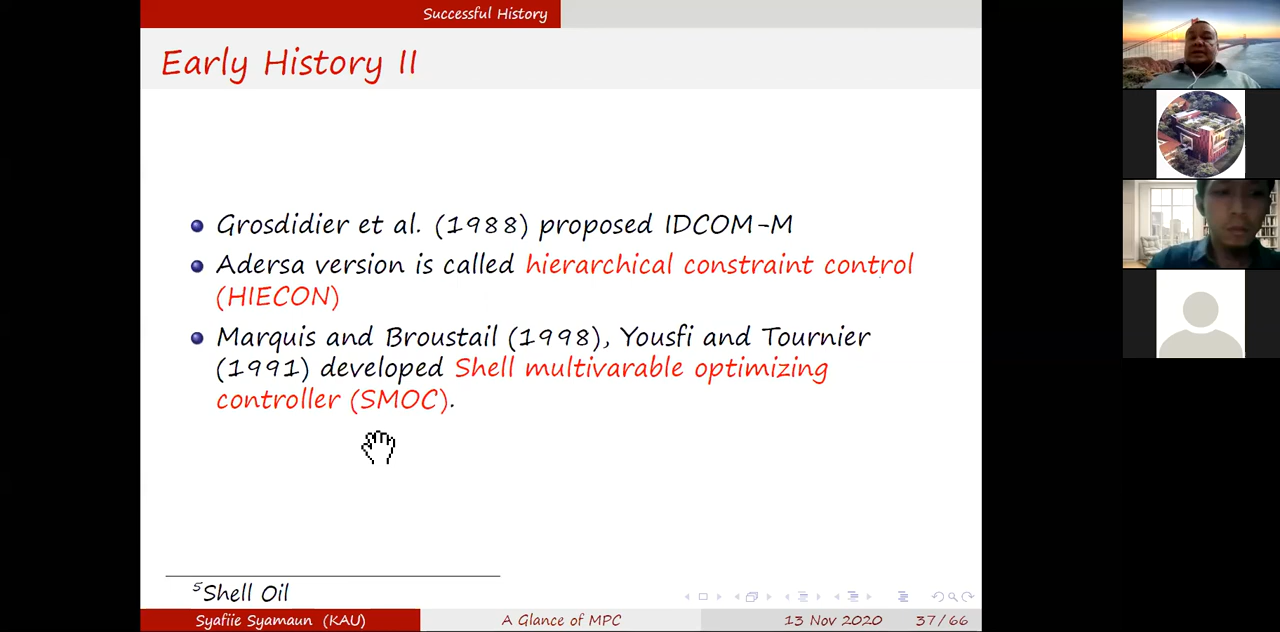 Successful History
Early History II
Grosdidier et al. (1988) proposed IDCOM-M
Adersa version is called hierarchical constraint control
(HIECON)
Marquis and Broustail (1998), Yousfi and Tournier
(1991) developed Shell multivarable optimizing
controller (SMOC).
5Shell Oil
Syafiie Syamaun (KAU) A Glance of MPC 13 Nov 2020 37/66